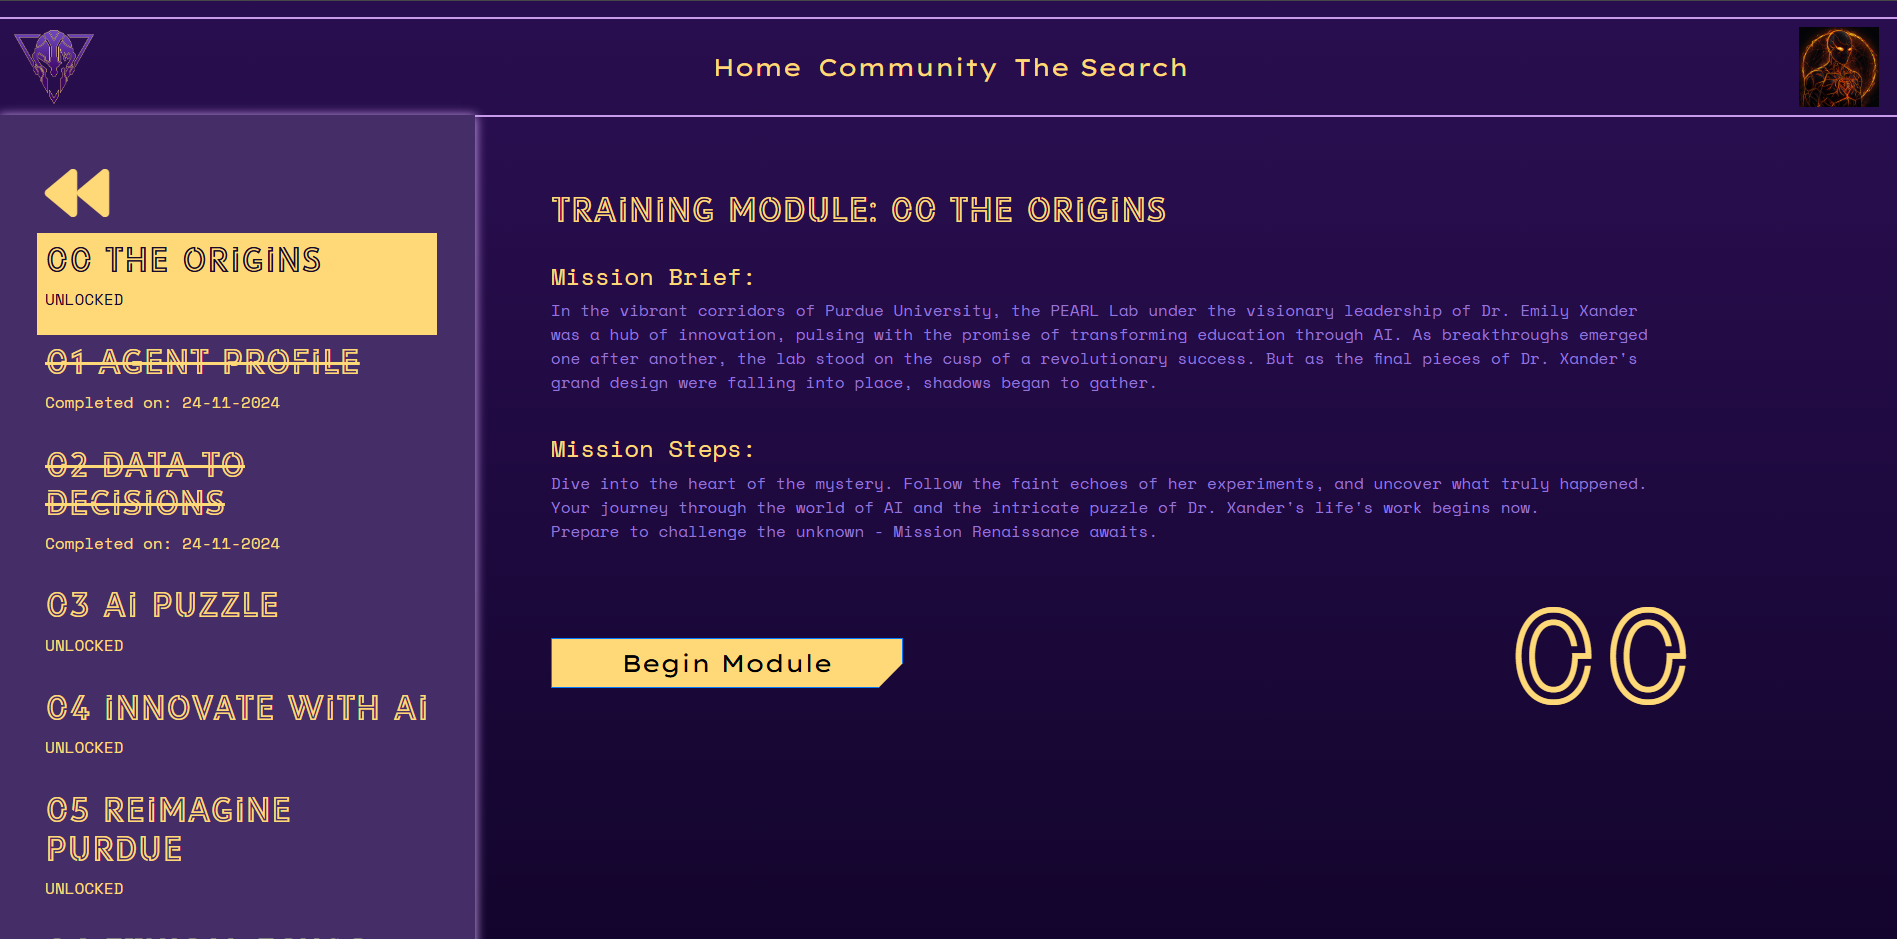 Home Community The Search
00 THE ORiGiNS
UNLOCKED
01 AGENT PROFiLE
Completed on: 24-11-2024
02 DATA TO
DECiSiONS
Completed on: 24-11-2024
03 Ai PUZZLE
UNLOCKED
04 iNNOVATE WiTH Ai
UNLOCKED
05 REiMAGiNE
PURDUE
UNLOCKED
TRAiNiNG MODULE: 00 THE ORiGiNS
Mission Brief:
In the vibrant corridors of Purdue University, the PEARL Lab under the visionary leadership of Dr. Emily Xander
was a hub of innovation, pulsing with the promise of transforming education through AI. As breakthroughs emerged
one after another, the lab stood on the cusp of a revolutionary success. But as the final pieces of Dr. Xander's
grand design were falling into place, shadows began to gather.
Mission Steps:
Dive into the heart of the mystery. Follow the faint echoes of her experiments, and uncover what truly happened.
Your journey through the world of AI and the intricate puzzle of Dr. Xander's life's work begins now.
Prepare to challenge the unknown - Mission Renaissance awaits.
Begin Module
00